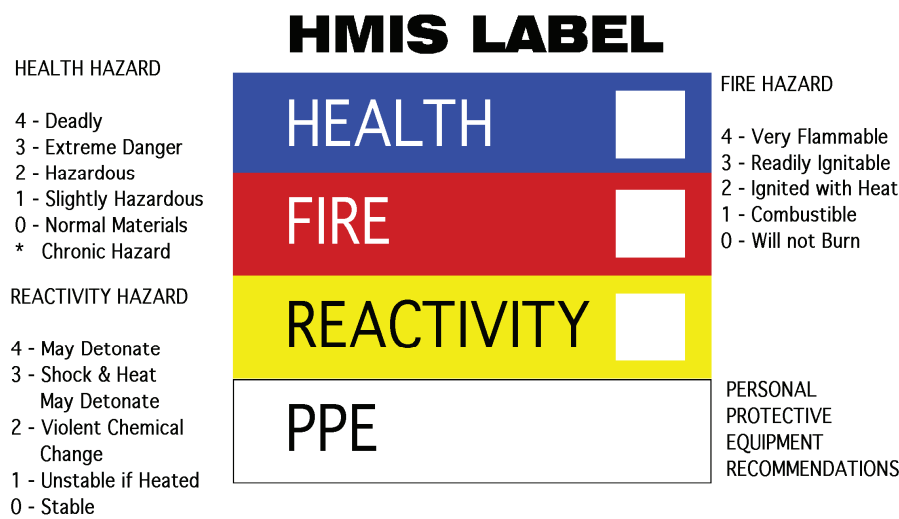 HMIS LABEL
HEALTH HAZARD
4 - Deadly
3 - Extreme Danger
2 - Hazardous
1 - Slightly Hazardous
0 - Normal Materials
* Chronic Hazard
REACTIVITY HAZARD
4 - May Detonate
3 - Shock & Heat
May Detonate
2 - Violent Chemical
Change
1 - Unstable if Heated
0 - Stable
HEALTH
FIRE
REACTIVITY
PPE
FIRE HAZARD
4 - Very Flammable
3 - Readily Ignitable
2 - Ignited with Heat
1 - Combustible
0 - Will not Burn
PERSONAL
PROTECTIVE
EQUIPMENT
RECOMMENDATIONS